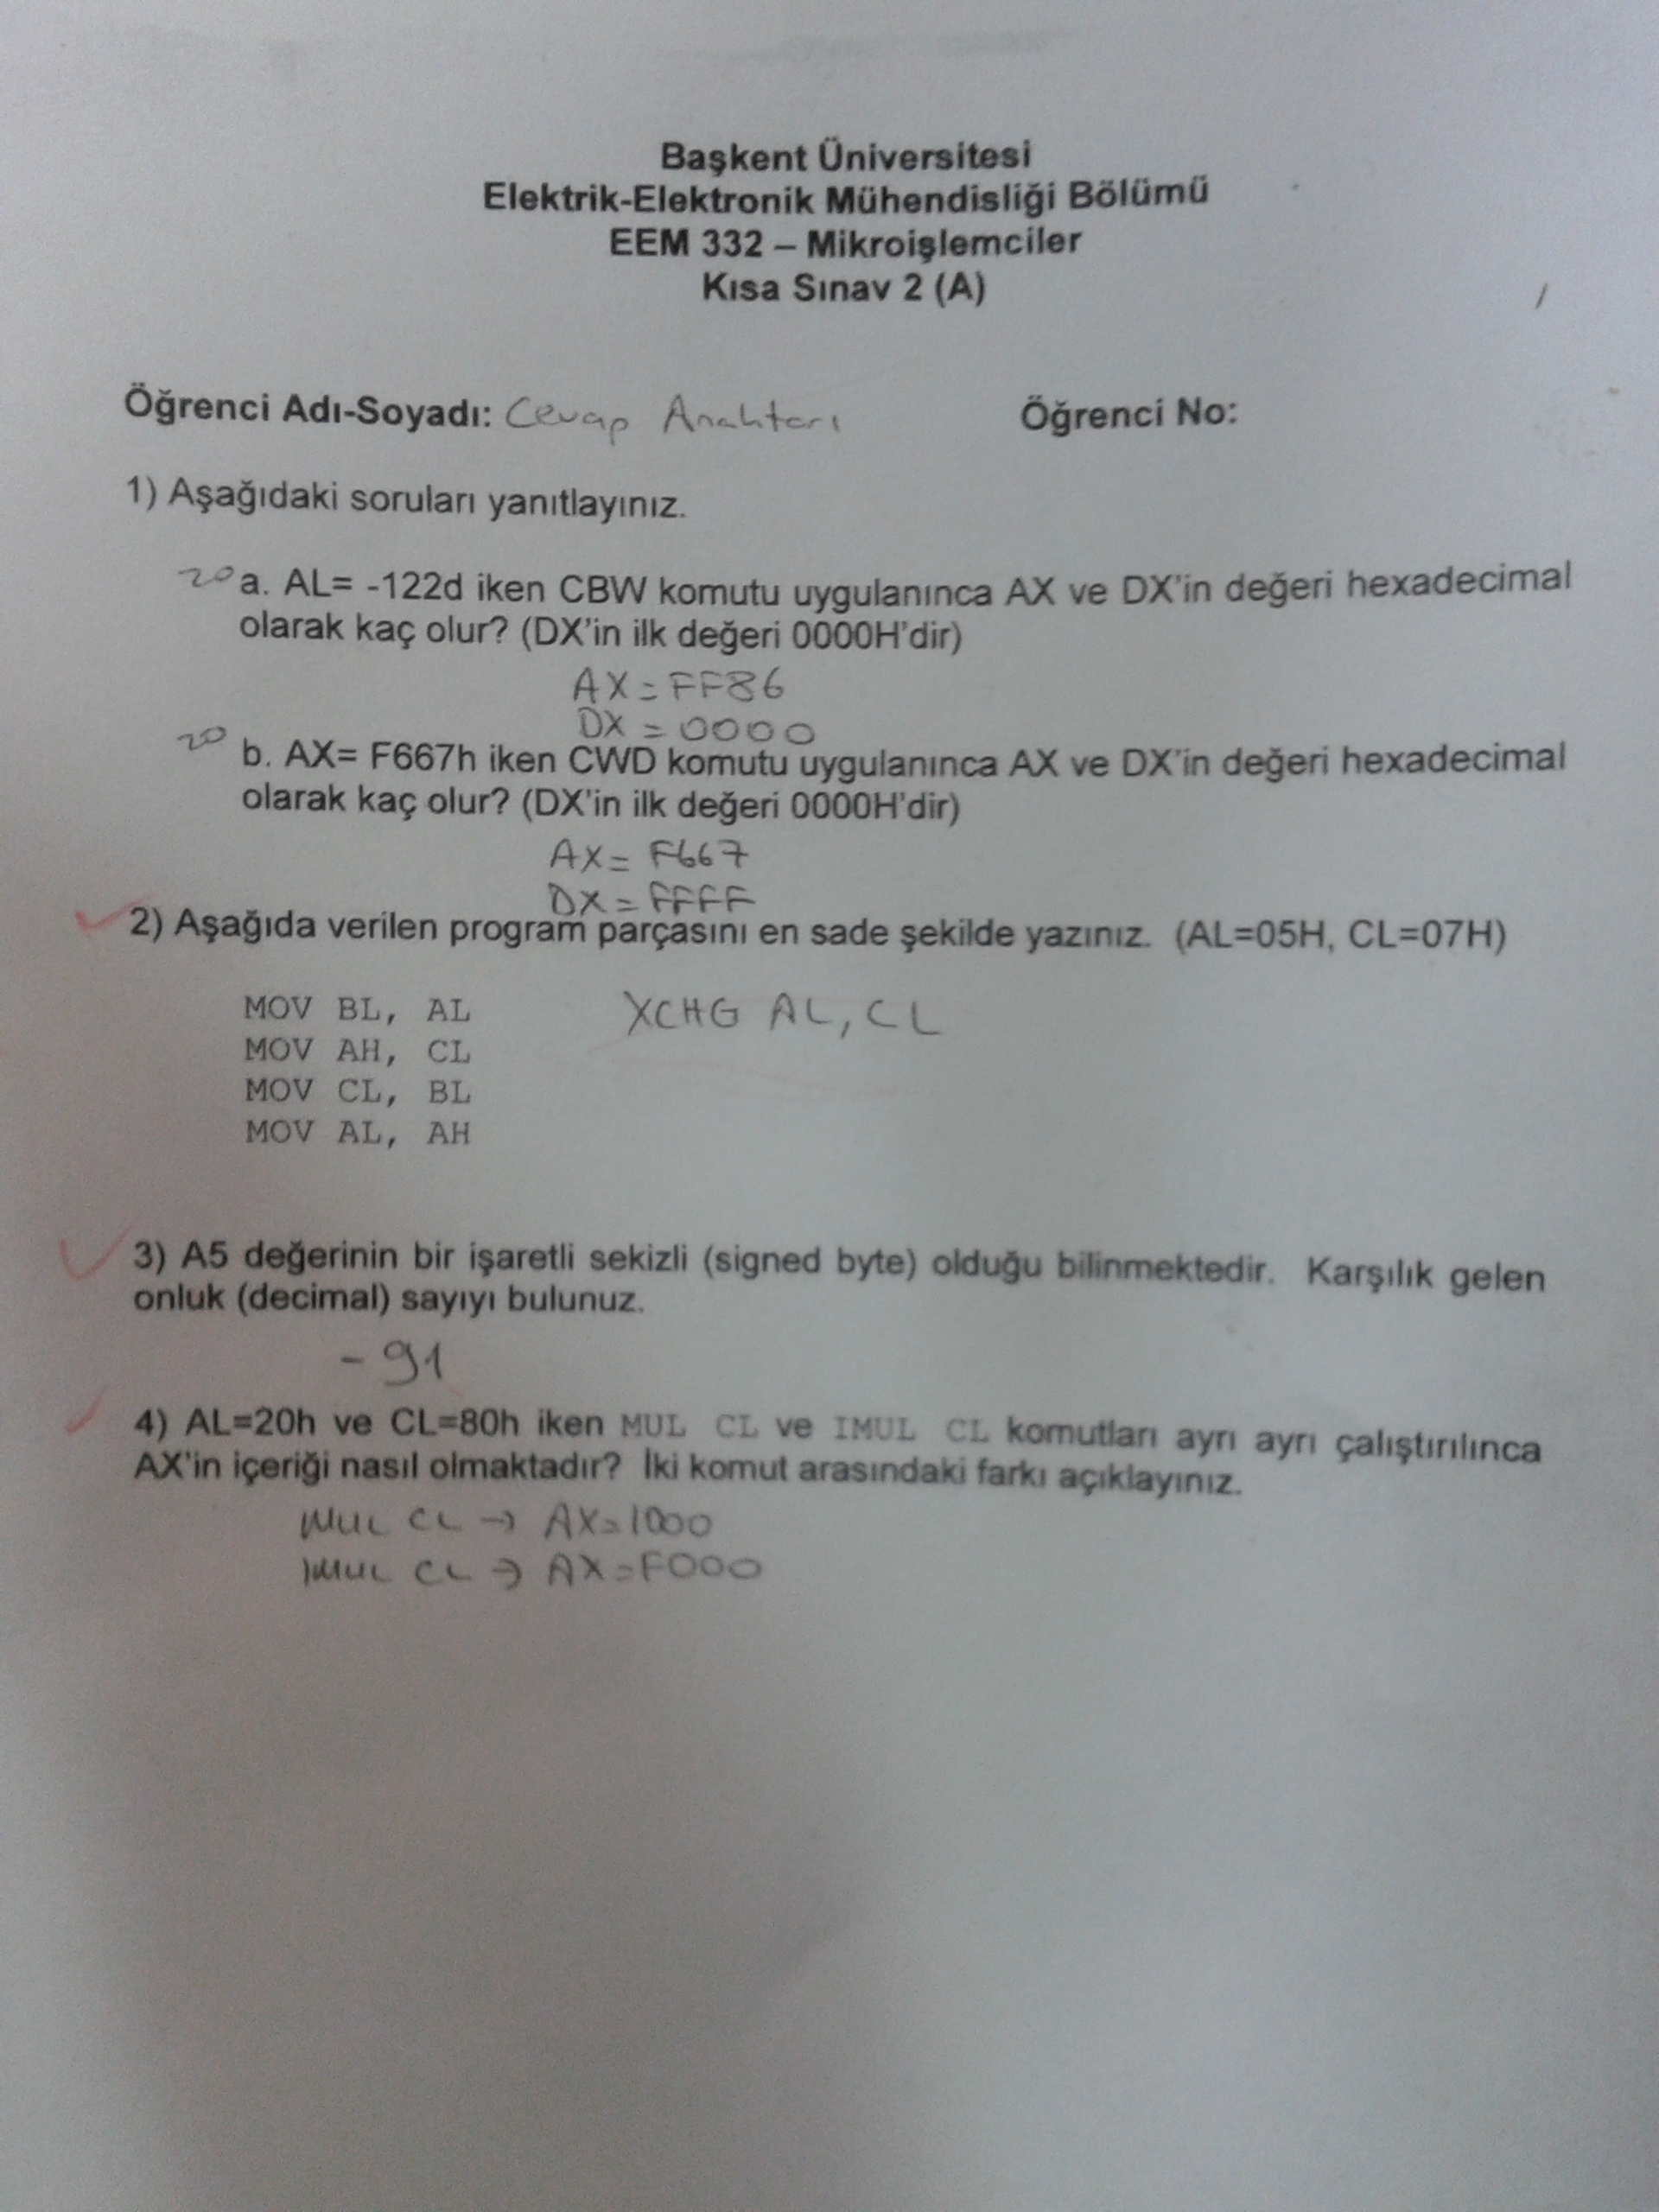 Başkent Üniversitesi
Elektrik-Elektronik Mühendisliği Bölümü
EEM 332 – Mikroişlemciler
Kısa Sınav 2 (A)
Öğrenci Adı-Soyadı: Cevap Anahtarı Öğrenci No:
1) Aşağıdaki soruları yanıtlayınız.
20 a. AL= -122d iken CBW komutu uygulanınca AX ve DX'in değeri hexadecimal
olarak kaç olur? (DX'in ilk değeri 0000H'dir)
AX = FF86
DX = 0000
20 b. AX= F667h iken CWD komutu uygulanınca AX ve DX'in değeri hexadecimal
olarak kaç olur? (DX'in ilk değeri 0000H'dir)
AX = F667
DX = FFFF
2) Aşağıda verilen program parçasını en sade şekilde yazınız. (AL=05H, CL=07H)
MOV BL, AL XCHG AL, CL
MOV AH, CL
MOV CL, BL
MOV AL, AH
3) A5 değerinin bir işaretli sekizli (signed byte) olduğu bilinmektedir. Karşılık gelen
onluk (decimal) sayıyı bulunuz.
- 91
4) AL=20h ve CL=80h iken MUL CL ve IMUL CL komutları ayrı ayrı çalıştırılınca
AX'in içeriği nasıl olmaktadır? İki komut arasındaki farkı açıklayınız.
MUL CL → AX=1000
IMUL CL → AX=F000